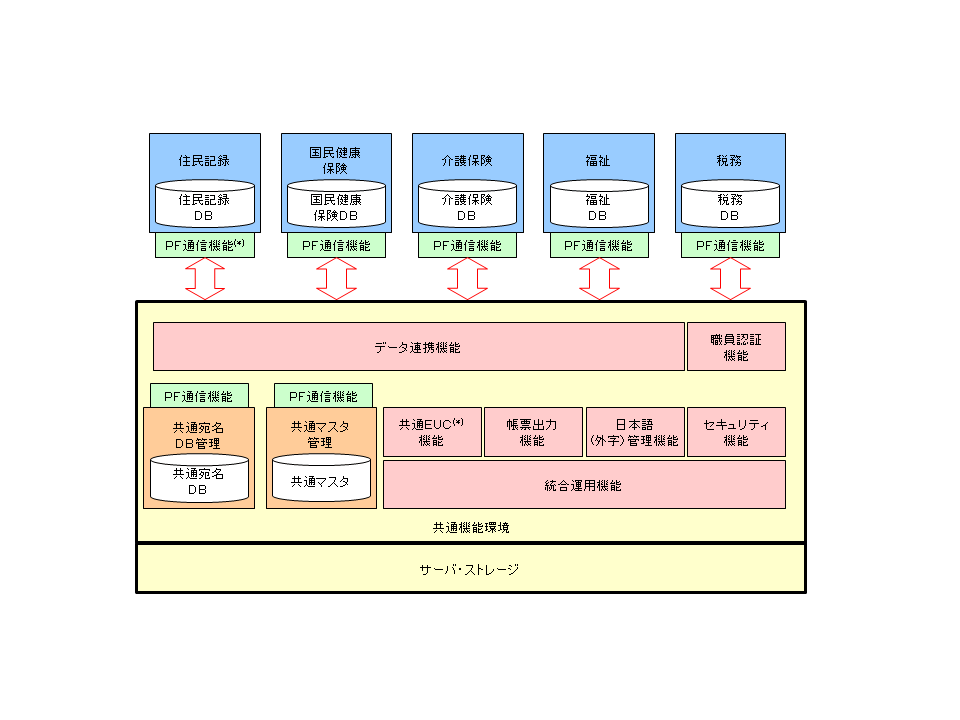 住民記録
国民健康
保険
介護保険
福祉
税務
住民記録
DB
国民健康
保険DB
介護保険
DB
福祉
DB
税務
DB
PF通信機能(*)
PF通信機能
PF通信機能
PF通信機能
PF通信機能
データ連携機能
職員認証
機能
PF通信機能
PF通信機能
共通宛名
DB管理
共通マスタ
管理
共通EUC(*)
機能
帳票出力
機能
日本語
(外字)管理機能
セキュリティ
機能
共通宛名
DB
共通マスタ
統合運用機能
共通機能環境
サーバ・ストレージ